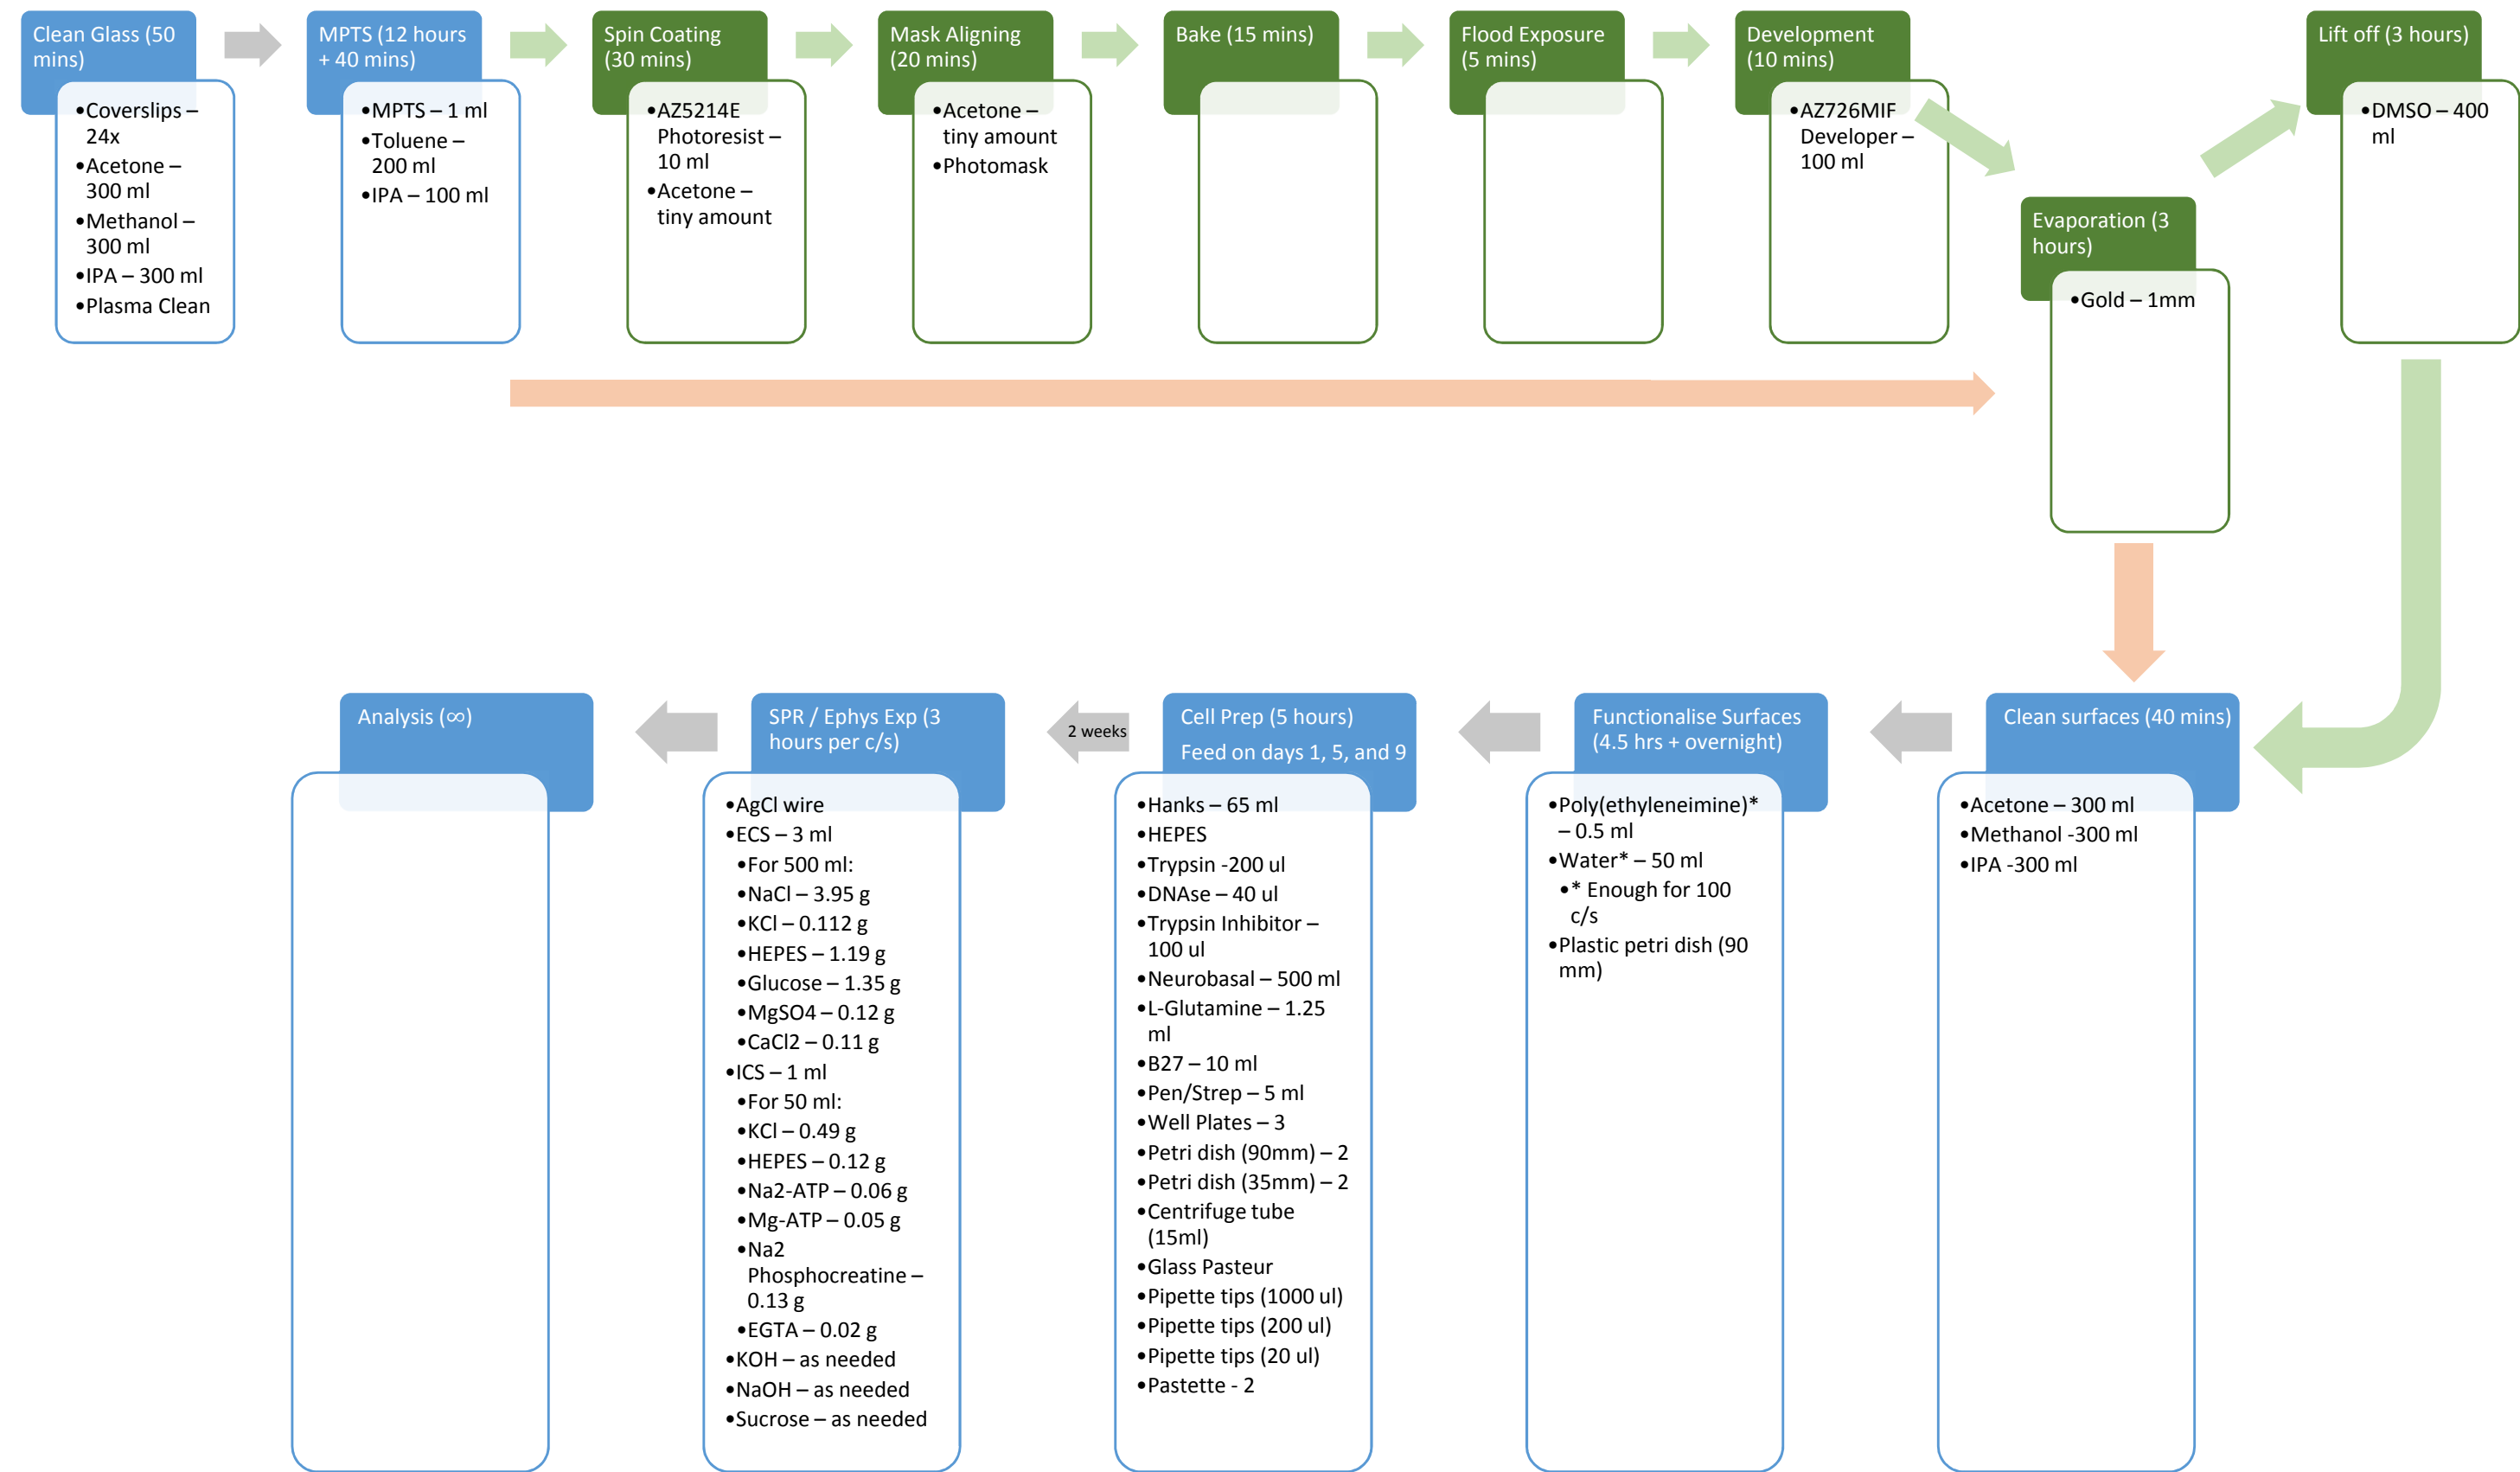 Clean Glass (50
mins)
•Coverslips –
24x
•Acetone –
300 ml
•Methanol –
300 ml
•IPA – 300 ml
•Plasma Clean
MPTS (12 hours
+ 40 mins)
•MPTS – 1 ml
•Toluene –
200 ml
•IPA – 100 ml
Spin Coating
(30 mins)
•AZ5214E
Photoresist –
10 ml
•Acetone –
tiny amount
Mask Aligning
(20 mins)
•Acetone –
tiny amount
•Photomask
Bake (15 mins)
Flood Exposure
(5 mins)
Development
(10 mins)
•AZ726MIF
Developer –
100 ml
Evaporation (3
hours)
•Gold – 1mm
Lift off (3 hours)
•DMSO – 400
ml
Clean surfaces (40 mins)
•Acetone – 300 ml
•Methanol -300 ml
•IPA -300 ml
Functionalise Surfaces
(4.5 hrs + overnight)
•Poly(ethyleneimine)*
– 0.5 ml
•Water* – 50 ml
•* Enough for 100
c/s
•Plastic petri dish (90
mm)
Cell Prep (5 hours)
Feed on days 1, 5, and 9
•Hanks – 65 ml
•HEPES
•Trypsin -200 ul
•DNAse – 40 ul
•Trypsin Inhibitor –
100 ul
•Neurobasal – 500 ml
•L-Glutamine – 1.25
ml
•B27 – 10 ml
•Pen/Strep – 5 ml
•Well Plates – 3
•Petri dish (90mm) – 2
•Petri dish (35mm) – 2
•Centrifuge tube
(15ml)
•Glass Pasteur
•Pipette tips (1000 ul)
•Pipette tips (200 ul)
•Pipette tips (20 ul)
•Pastette - 2
2 weeks
SPR / Ephys Exp (3
hours per c/s)
•AgCl wire
•ECS – 3 ml
•For 500 ml:
•NaCl – 3.95 g
•KCl – 0.112 g
•HEPES – 1.19 g
•Glucose – 1.35 g
•MgSO4 – 0.12 g
•CaCl2 – 0.11 g
•ICS – 1 ml
•For 50 ml:
•KCl – 0.49 g
•HEPES – 0.12 g
•Na2-ATP – 0.06 g
•Mg-ATP – 0.05 g
•Na2
Phosphocreatine –
0.13 g
•EGTA – 0.02 g
•KOH – as needed
•NaOH – as needed
•Sucrose – as needed
Analysis (∞)